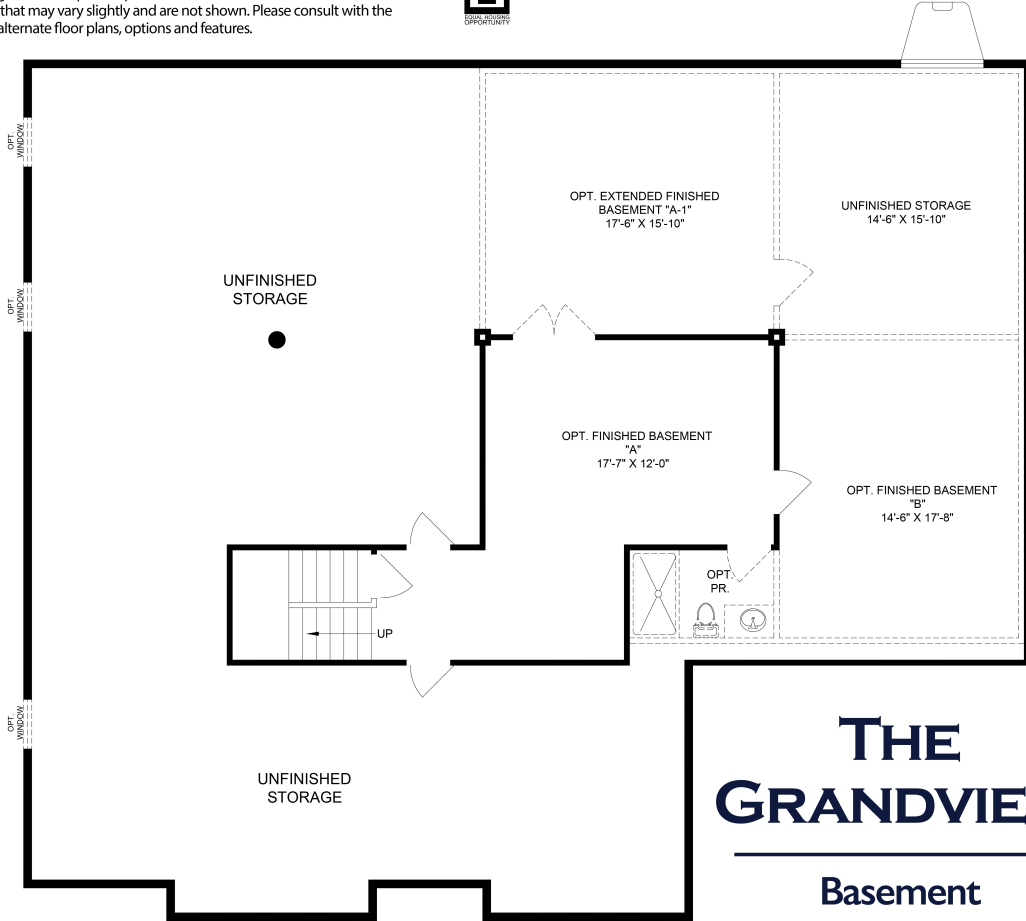 that may vary slightly and are not shown. Please consult with the
alternate floor plans, options and features.
EQUAL HOUSING
OPPORTUNITY
OPT.
WINDOW
OPT. EXTENDED FINISHED
BASEMENT "A-1"
17'-6" X 15'-10"
UNFINISHED STORAGE
14'-6" X 15'-10"
UNFINISHED
STORAGE
OPT.
WINDOW
OPT. FINISHED BASEMENT
"A"
17'-7" X 12'-0"
OPT. FINISHED BASEMENT
"B"
14'-6" X 17'-8"
OPT.
PR.
UP
OPT.
WINDOW
UNFINISHED
STORAGE
THE
GRANDVIE
Basement